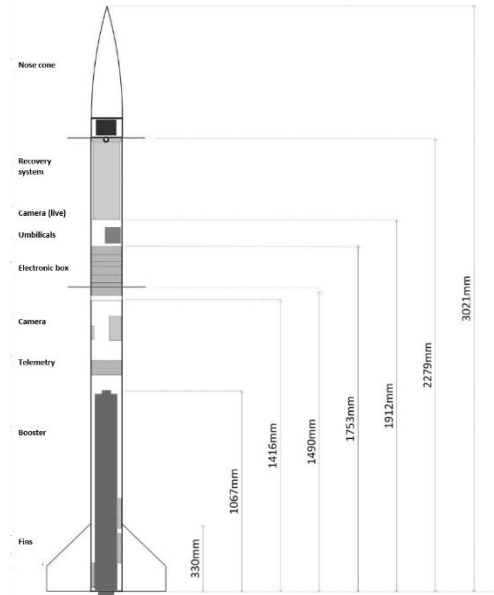 Nose cone
Recovery
system
Camera (live)
Umbilicals
Electronic box
Camera
Telemetry
Booster
Fins
330mm
1067mm
1416mm
1490mm
1753mm
1912mm
2279mm
3021mm